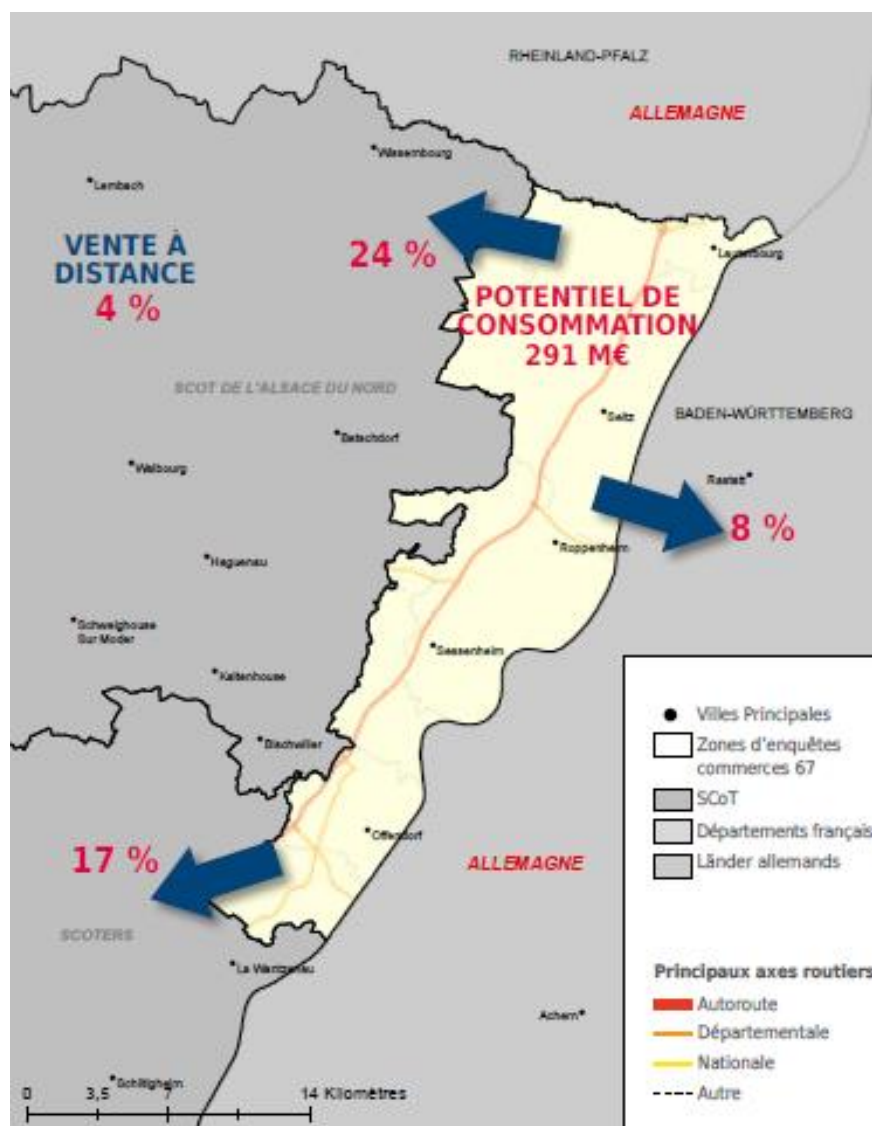 RHEINLAND-PFALZ
ALLEMAGNE
Wissembourg
Lembach
VENTE À
DISTANCE
4 %
24 %
Lauterbourg
POTENTIEL DE
CONSOMMATION
291 M€
SCOT DE L'ALSACE DU NORD
Seltz
BADEN-WÜRTTEMBERG
Betschdorf
Walbourg
Rastatt
8 %
Roppenheim
Haguenau
Schweighouse
Sur Moder
Sessenheim
Kaltenhouse
Bischwiller
Offendorf
17 %
ALLEMAGNE
SCOTERS
La Wantzenau
Achern
Schiltigheim
0
3,5
7
14 Kilomètres
Villes Principales
Zones d'enquêtes
commerces 67
SCoT
Départements français
Länder allemands
Principaux axes routiers
Autoroute
Départementale
Nationale
Autre